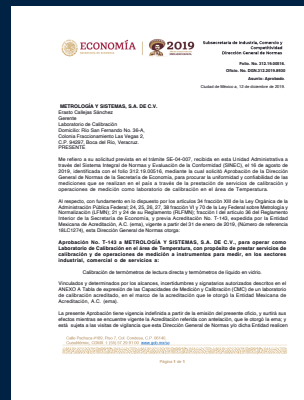 ECONOMÍA
2019
Subsecretaría de Industria, Comercio y
Competitividad
Dirección General de Normas
Folio. No. 312.19.00016.
Oficio. No. DGN.312.2019.
Asunto: Aprobado.
Ciudad de México a, 12 de diciembre de 2019.
METROLOGÍA Y SISTEMAS, S.A. DE C.V.
Erasto Callejas Sánchez
Gerente
Laboratorio de Calibración
Domicilio: Río San Fernando No. 36-A,
Colonia Fraccionamiento Las Vegas 2,
C.P. 94297, Boca del Río, Veracruz.
PRESENTE
Me refiero a su solicitud prevista en el trámite SE-04-007, recibida en esta Unidad Administrativa a
través del Sistema Integral de Normas y Evaluación de la Conformidad (SINEC), el 16 de agosto de
2019, identificada con el folio 312.19.00016, mediante la cual solicitó Aprobación de la Dirección
General de Normas de la Secretaría de Economía, para procurar la uniformidad y confiabilidad de las
mediciones que se realizan en el país a través de la prestación de servicios de calibración y
operaciones de medición como laboratorio de calibración en el área de Temperatura.
Al respecto, con fundamento en lo dispuesto por los artículos 34 fracción XIII de la Ley Orgánica de la
Administración Pública Federal; 24, 25, 26, 27, 38 fracción VI y 70 de la Ley Federal sobre Metrología y
Normalización (LFMN); 21 y 24 de su Reglamento (RLFMN); fracción I del artículo 36 del Reglamento
Interior de la Secretaría de Economía, y previa acreditación No. T-143, expedida por la Entidad
Mexicana de Acreditación, A.C. (ema), vigente a partir del 31 de enero de 2019, (Número de referencia
18LC1274), esta Dirección General de Normas otorga:
Aprobación No. T-143 a METROLOGÍA Y SISTEMAS, S.A. DE C.V., para operar como
Laboratorio de Calibración en el área de Temperatura, con propósito de prestar servicios de
calibración y de operaciones de medición a instrumentos para medir, en los sectores
industrial, comercial o de servicios a:
Calibración de termómetros de lectura directa y termómetros de líquido en vidrio.
Vinculados y determinados por los alcances, incertidumbres y signatarios autorizados descritos en el
ANEXO A Tabla de expresión de las Capacidades de Medición y Calibración (CMC) de un laboratorio
de calibración acreditado, en el marco de la acreditación que le otorgó la Entidad Mexicana de
Acreditación, A.C. (ema).
La presente Aprobación tiene vigencia indefinida a partir de la emisión del presente oficio, y surtirá sus
efectos mientras se encuentre vigente la Acreditación referida con antelación, que le otorgó la ema; y
está sujeta a las visitas de vigilancia que esta Dirección General de Normas y/o dicha Entidad realicen
Página 1 de